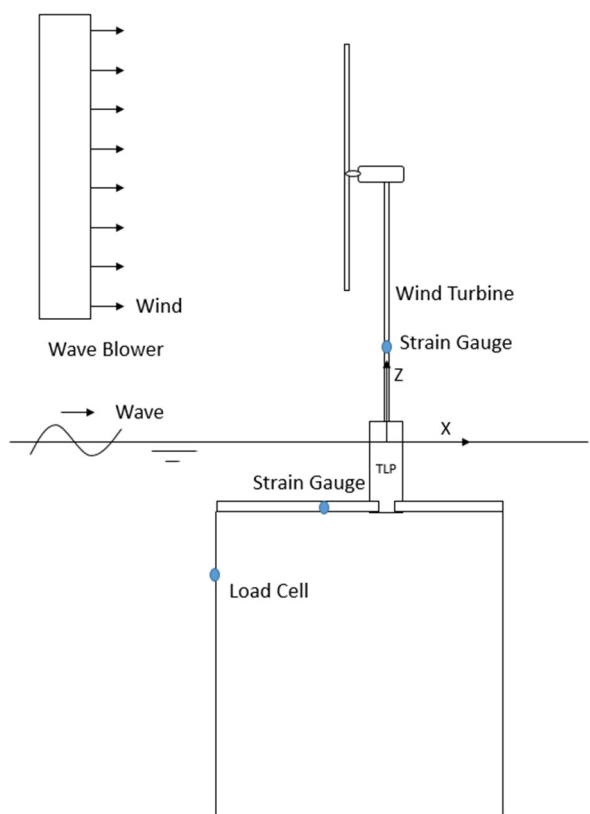 Wind
Wave Blower
Wind Turbine
Strain Gauge
Z
Wave
X
TLP
Strain Gauge
Load Cell